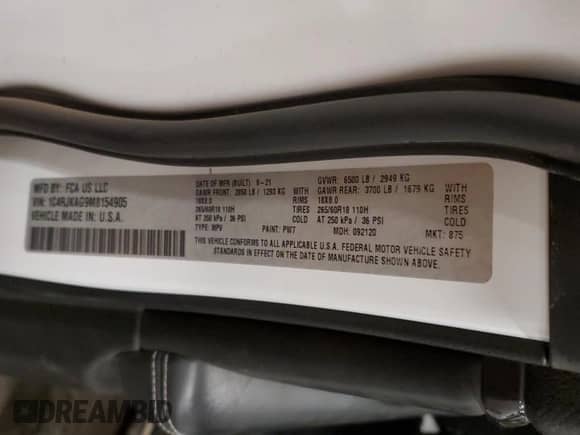 MFD BY: FCA US LLC
VIN: 1C4RJKAG9M8154905
VEHICLE MADE IN: U.S.A.
DATE OF MFR (BUILT) 9-21
GAWR FRONT: 2850 LB / 1293 KG WITH
18X8.0 RIMS
265/60R18 110H TIRES
AT 250 kPa / 36 PSI COLD
TYPE: MPV PAINT: PW7
GVWR: 6500 LB / 2949 KG
GAWR REAR: 3700 LB / 1679 KG WITH
18X8.0 RIMS
265/60R18 110H TIRES
AT 250 kPa / 36 PSI COLD
MDH: 092120 MKT: 875
THIS VEHICLE CONFORMS TO ALL APPLICABLE U.S.A. FEDERAL MOTOR VEHICLE SAFETY
STANDARDS IN EFFECT ON THE DATE OF MANUFACTURE SHOWN ABOVE.
DREAMBID